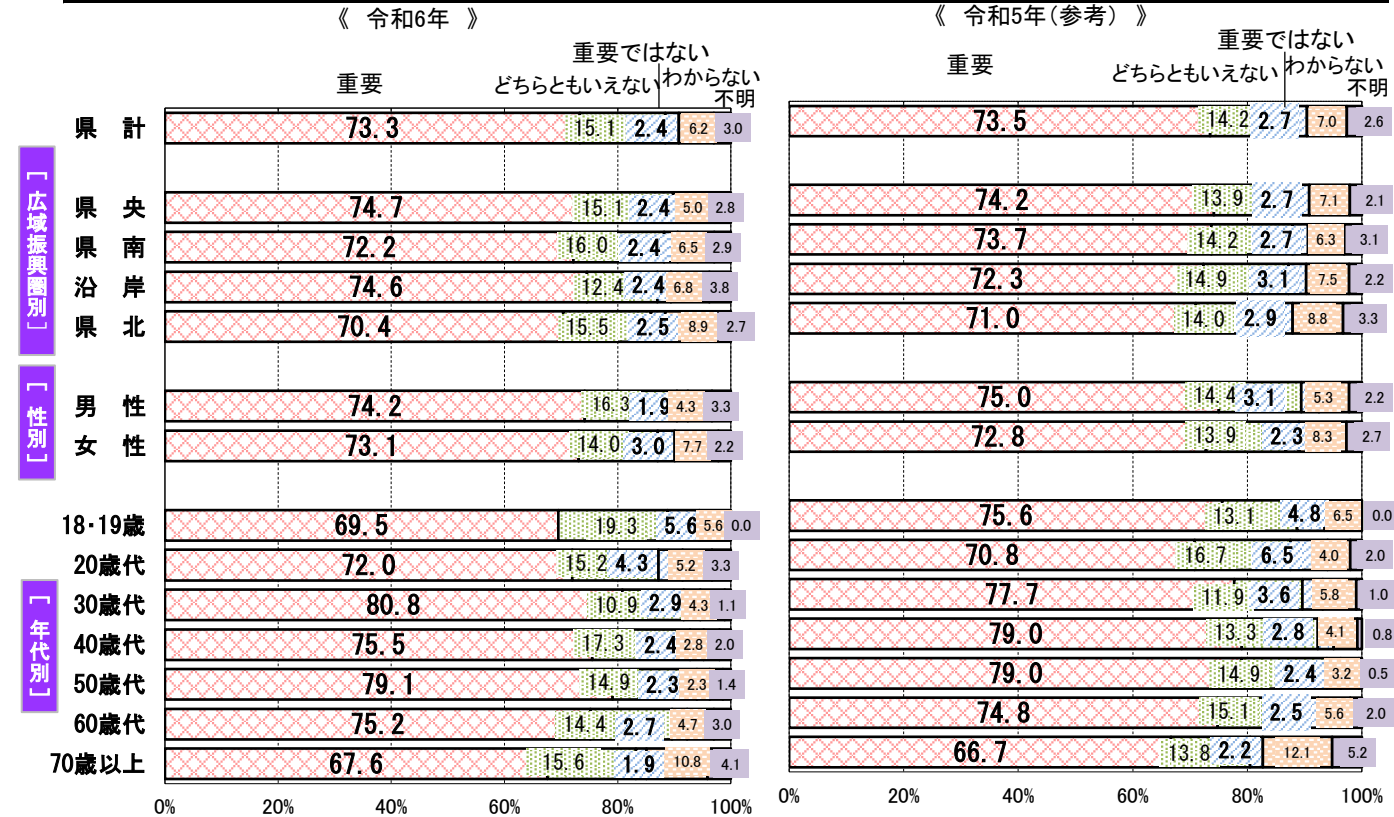 《 令和6年 》
《 令和5年(参考) 》
重要 どちらともいえない 重要ではない わからない 不明
重要 どちらともいえない 重要ではない わからない 不明
県 計 73.3 15.1 2.4 6.2 3.0
73.5 14.2 2.7 7.0 2.6
[広域振興圏別]
県 央 74.7 15.1 2.4 5.0 2.8
74.2 13.9 2.7 7.1 2.1
県 南 72.2 16.0 2.4 6.5 2.9
73.7 14.2 2.7 6.3 3.1
沿 岸 74.6 12.4 2.4 6.8 3.8
72.3 14.9 3.1 7.5 2.2
県 北 70.4 15.5 2.5 8.9 2.7
71.0 14.0 2.9 8.8 3.3
[性別]
男 性 74.2 16.3 1.9 4.3 3.3
75.0 14.4 3.1 5.3 2.2
女 性 73.1 14.0 3.0 7.7 2.2
72.8 13.9 2.3 8.3 2.7
[年代別]
18・19歳 69.5 19.3 5.6 5.6 0.0
75.6 13.1 4.8 6.5 0.0
20歳代 72.0 15.2 4.3 5.2 3.3
70.8 16.7 6.5 4.0 2.0
30歳代 80.8 10.9 2.9 4.3 1.1
77.7 11.9 3.6 5.8 1.0
40歳代 75.5 17.3 2.4 2.8 2.0
79.0 13.3 2.8 4.1 0.8
50歳代 79.1 14.9 2.3 2.3 1.4
79.0 14.9 2.4 3.2 0.5
60歳代 75.2 14.4 2.7 4.7 3.0
74.8 15.1 2.5 5.6 2.0
70歳以上 67.6 15.6 1.9 10.8 4.1
66.7 13.8 2.2 12.1 5.2
0% 20% 40% 60% 80% 100%
0% 20% 40% 60% 80% 100%